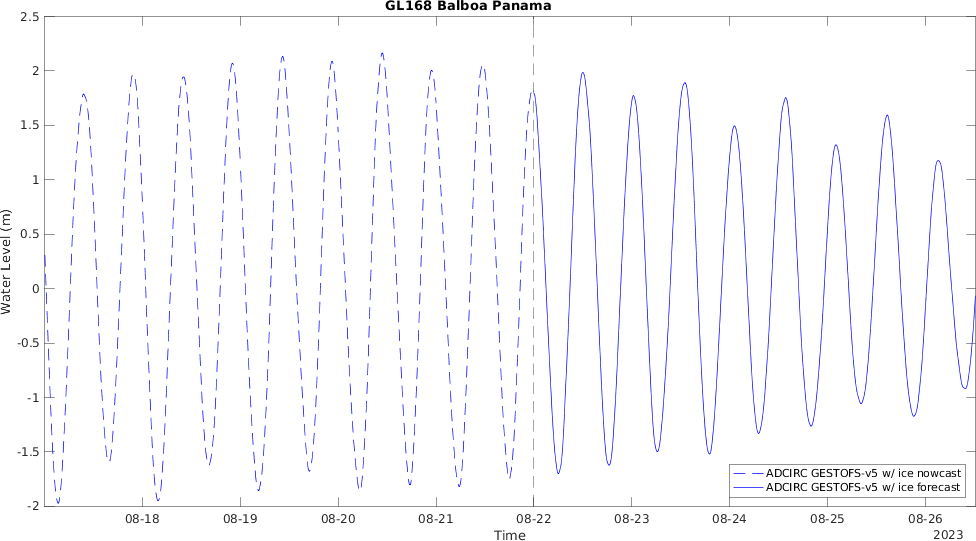 GL168 Balboa Panama
2.5
2
1.5
1
0.5
0
-0.5
-1
-1.5
-2
Water Level (m)
ADCIRC GESTOFS-v5 w/ ice nowcast
ADCIRC GESTOFS-v5 w/ ice forecast
08-18 08-19 08-20 08-21 08-22 08-23 08-24 08-25 08-26
Time
2023